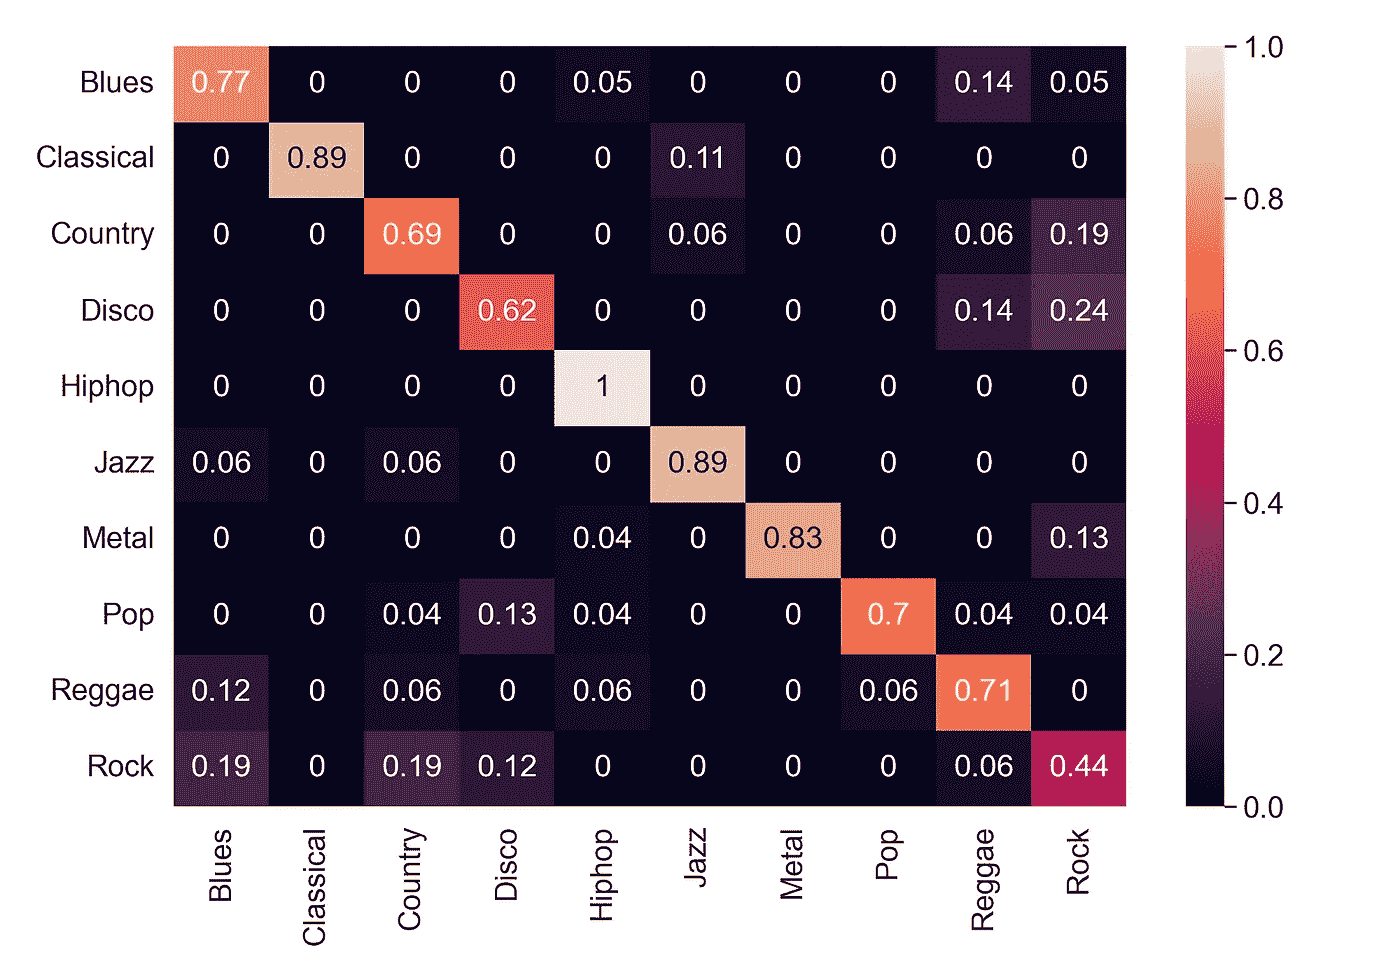 Blues 0.77 0 0 0 0.05 0 0 0 0.14 0.05
Classical 0 0.89 0 0 0 0.11 0 0 0 0
Country 0 0 0.69 0 0 0.06 0 0 0.06 0.19
Disco 0 0 0 0.62 0 0 0 0 0.14 0.24
Hiphop 0 0 0 0 1 0 0 0 0 0
Jazz 0.06 0 0.06 0 0 0.89 0 0 0 0
Metal 0 0 0 0 0.04 0 0.83 0 0 0.13
Pop 0 0 0.04 0.13 0.04 0 0 0.7 0.04 0.04
Reggae 0.12 0 0.06 0 0.06 0 0 0.06 0.71 0
Rock 0.19 0 0.19 0.12 0 0 0 0 0.06 0.44
Blues Classical Country Disco Hiphop Jazz Metal Pop Reggae Rock
1.0
0.8
0.6
0.4
0.2
0.0